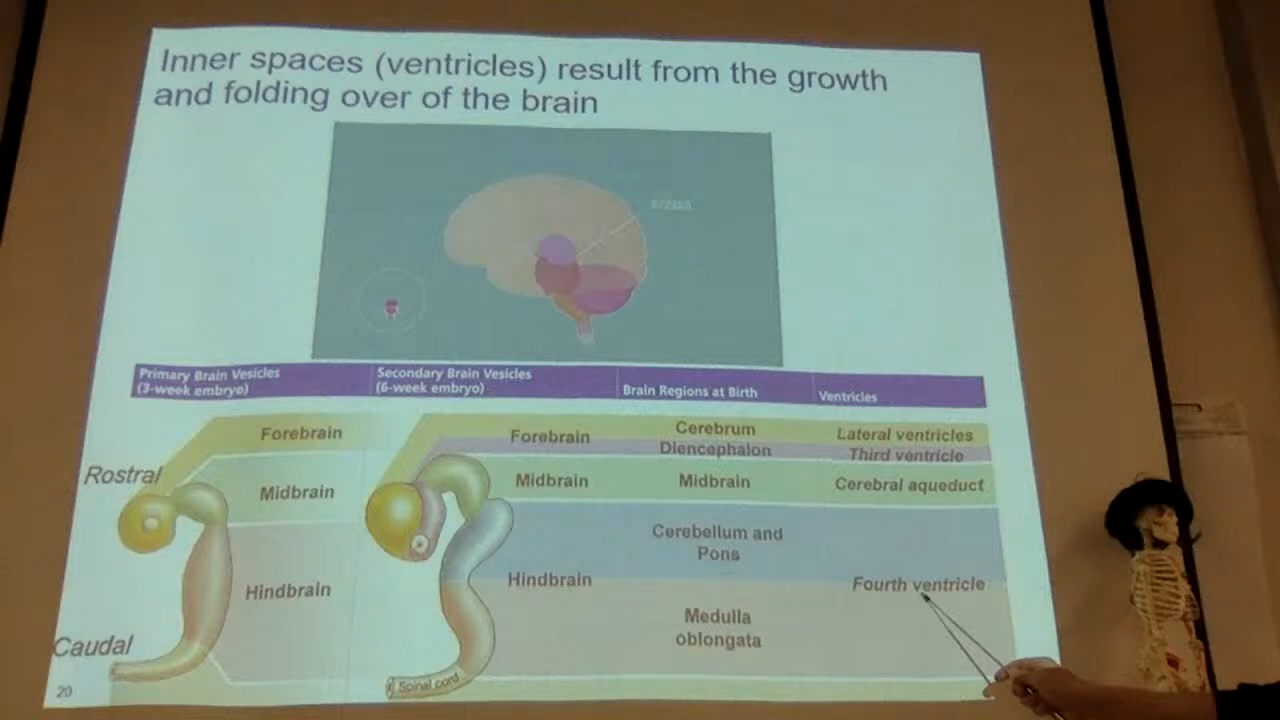 Inner spaces (ventricles) result from the growth
and folding over of the brain
Primary Brain Vesicles
(3-week embryo)
Secondary Brain Vesicles
(6-week embryo)
Brain Regions at Birth
Ventricles
Rostral
Forebrain
Midbrain
Hindbrain
Caudal
Forebrain
Midbrain
Hindbrain
Spinal cord
Cerebrum
Diencephalon
Midbrain
Cerebellum and
Pons
Medulla
oblongata
Lateral ventricles
Third ventricle
Cerebral aqueduct
Fourth ventricle
20